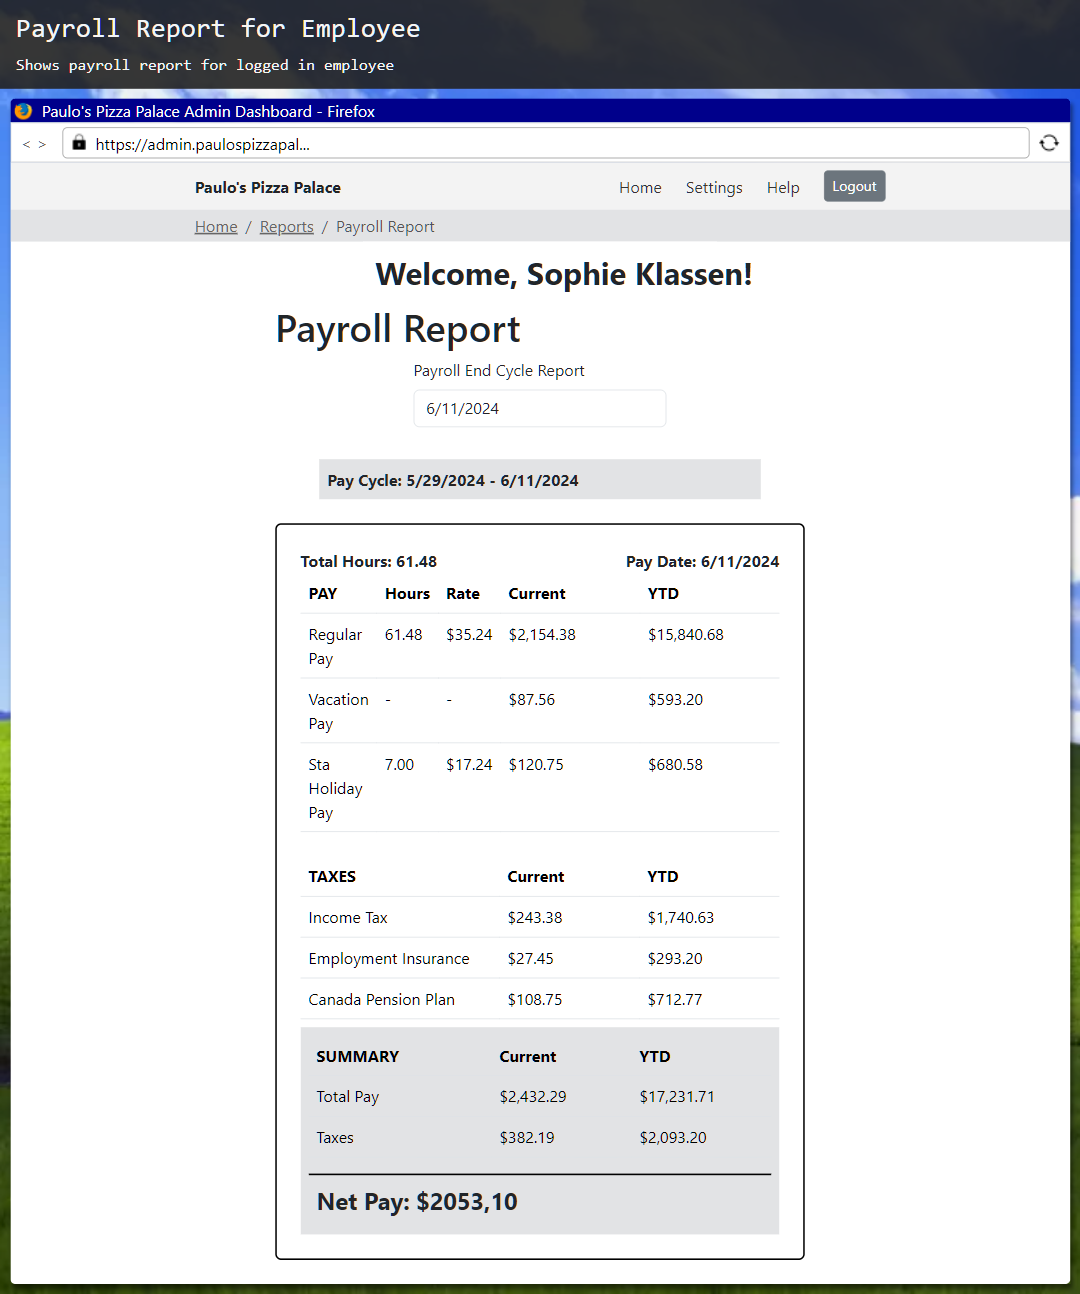 Payroll Report for Employee
Shows payroll report for logged in employee
Paulo's Pizza Palace Admin Dashboard - Firefox
< > https://admin.paulospizzapal...
Paulo's Pizza Palace Home Settings Help Logout
Home / Reports / Payroll Report
Welcome, Sophie Klassen!
Payroll Report
Payroll End Cycle Report
6/11/2024
Pay Cycle: 5/29/2024 - 6/11/2024
Total Hours: 61.48 Pay Date: 6/11/2024
PAY Hours Rate Current YTD
Regular 61.48 $35.24 $2,154.38 $15,840.68
Pay
Vacation - - $87.56 $593.20
Pay
Sta 7.00 $17.24 $120.75 $680.58
Holiday
Pay
TAXES Current YTD
Income Tax $243.38 $1,740.63
Employment Insurance $27.45 $293.20
Canada Pension Plan $108.75 $712.77
SUMMARY Current YTD
Total Pay $2,432.29 $17,231.71
Taxes $382.19 $2,093.20
Net Pay: $2053,10